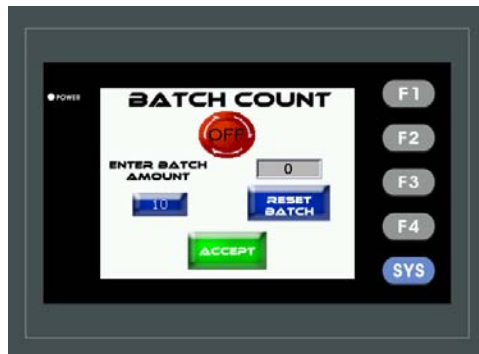 POWER
BATCH COUNT
OFF
ENTER BATCH
AMOUNT
0
10
RESET
BATCH
ACCEPT
F1
F2
F3
F4
SYS